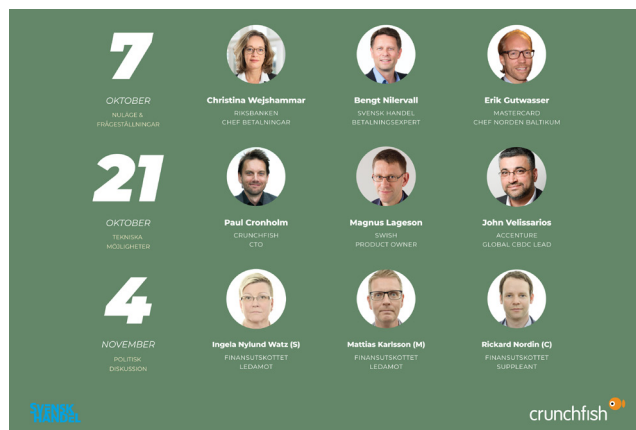 7
OKTOBER
NULÄGE &
FRÅGESTÄLLNINGAR
Christina Wejshammar
RIKSBANKEN
CHEF BETALNINGAR
Bengt Nilervall
SVENSK HANDEL
BETALNINGSEXPERT
Erik Gutwasser
MASTERCARD
CHEF NORDEN BALTIKUM
21
OKTOBER
TEKNISKA
MÖJLIGHETER
Paul Cronholm
CRUNCHFISH
CTO
Magnus Lageson
SWISH
PRODUCT OWNER
John Velissarios
ACCENTURE
GLOBAL CBDC LEAD
4
NOVEMBER
POLITISK
DISKUSSION
Ingela Nylund Watz (S)
FINANSUTSKOTTET
LEDAMOT
Mattias Karlsson (M)
FINANSUTSKOTTET
LEDAMOT
Rickard Nordin (C)
FINANSUTSKOTTET
SUPPLEANT
SVENSK
HANDEL
crunchfish